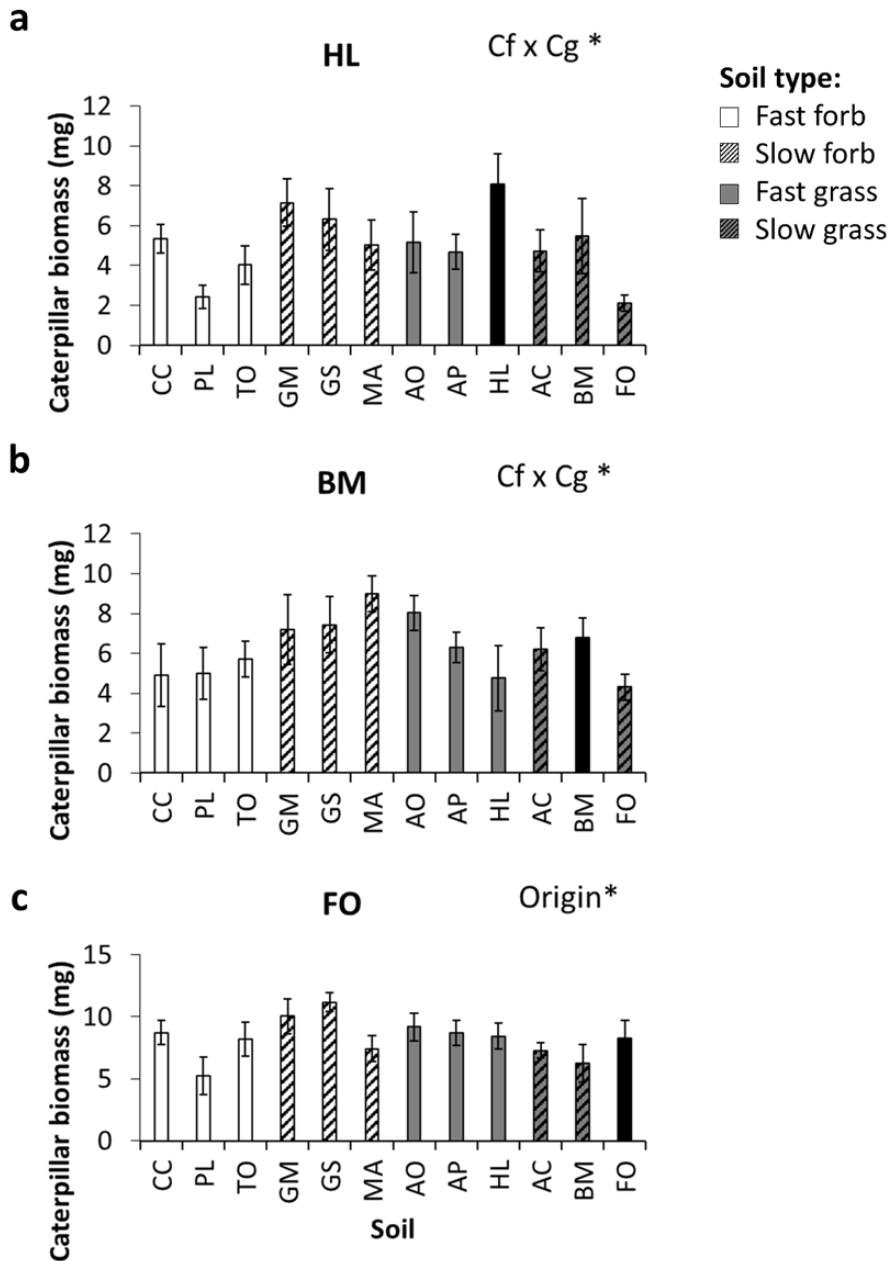 a
HL
Cf x Cg *
Soil type:
Fast forb
Slow forb
Fast grass
Slow grass
Caterpillar biomass (mg)
12
10
8
6
4
2
0
CC PL TO GM GS MA AO AP HL AC BM FO
b
BM
Cf x Cg *
Caterpillar biomass (mg)
12
10
8
6
4
2
0
CC PL TO GM GS MA AO AP HL AC BM FO
c
FO
Origin*
Caterpillar biomass (mg)
15
10
5
0
CC PL TO GM GS MA AO AP HL AC BM FO
Soil